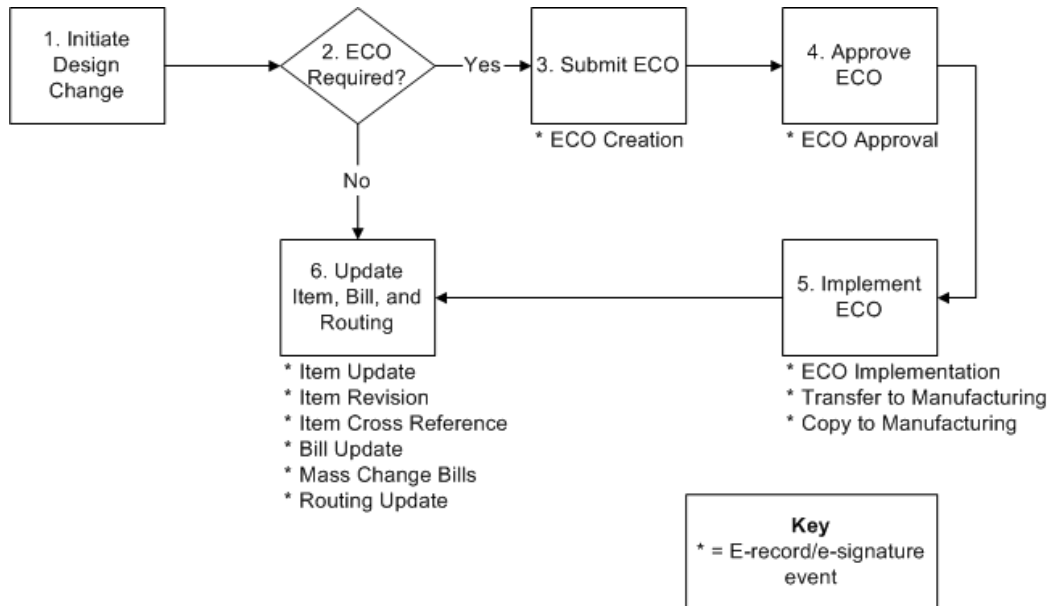 1. Initiate
Design
Change
2. ECO
Required?
Yes
3. Submit ECO
* ECO Creation
4. Approve
ECO
* ECO Approval
No
5. Implement
ECO
* ECO Implementation
* Transfer to Manufacturing
* Copy to Manufacturing
6. Update
Item, Bill, and
Routing
* Item Update
* Item Revision
* Item Cross Reference
* Bill Update
* Mass Change Bills
* Routing Update
Key
* = E-record/e-signature
event